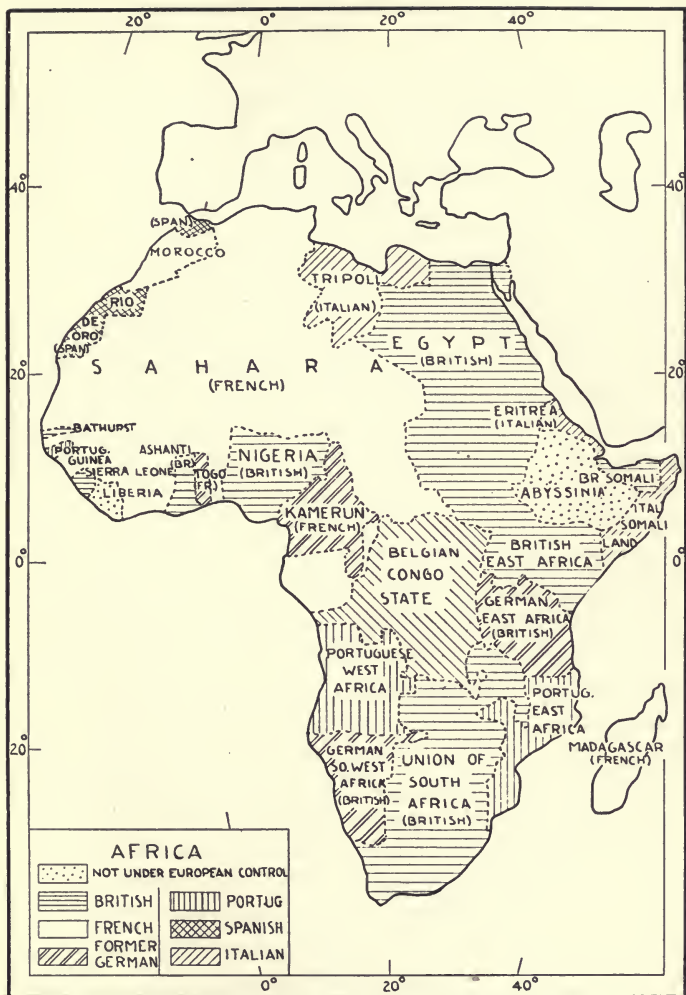 20°
0°
20°
40°
40°
40°
(SPAN)
MOROCCO
TRIPOLI
(ITALIAN)
RIO
DE
ORO
(SPAN)
EGYPT
(BRITISH)
SAHARA
(FRENCH)
20°
20°
ERITREA
(ITALIAN)
BATHURST
PORTUG.
GUINEA
SIERRA LEONE
LIBERIA
ASHANTI
(BR)
TOGO
(FR)
NIGERIA
(BRITISH)
BR SOMALI
ABYSSINIA
ITAL
SOMALI
LAND
KAMERUN
(FRENCH)
BELGIAN
CONGO
STATE
BRITISH
EAST AFRICA
0°
0°
GERMAN
EAST AFRICA
(BRITISH)
PORTUGUESE
WEST
AFRICA
PORTUG.
EAST
AFRICA
MADAGASCAR
(FRENCH)
20°
GERMAN
SO. WEST
AFRICA
(BRITISH)
UNION OF
SOUTH
AFRICA
(BRITISH)
AFRICA
NOT UNDER EUROPEAN CONTROL
BRITISH
PORTUG
FRENCH
SPANISH
FORMER
GERMAN
ITALIAN
0°
20°
40°